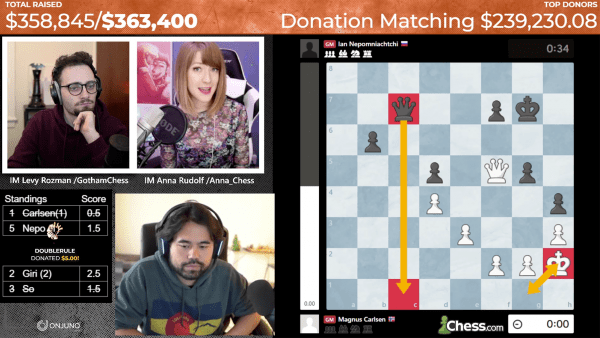 TOTAL RAISED
$358,845/$363,400
TOP DONORS
Donation Matching $239,230.08
IM Levy Rozman /GothamChess
IM Anna Rudolf /Anna_Chess
Standings Score
1 Carlsen(1) 0.5
5 Nepo 1.5
DOUBLERULE
DONATED $5.00!
2 Giri (2) 2.5
3 So 1.5
ONJUNO
GM Ian Nepomniachtchi
0:34
8
7
6
4
3
2
1
b
c
d
e
f
g
h
0.00
GM Magnus Carlsen
Chess.com
0:00